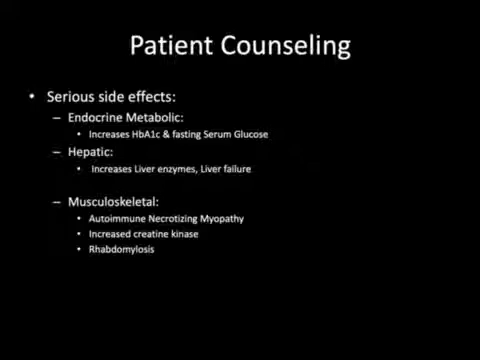 Patient Counseling
• Serious side effects:
– Endocrine Metabolic:
• Increases HbA1c & fasting Serum Glucose
– Hepatic:
• Increases Liver enzymes, Liver failure
– Musculoskeletal:
• Autoimmune Necrotizing Myopathy
• Increased creatine kinase
• Rhabdomylosis